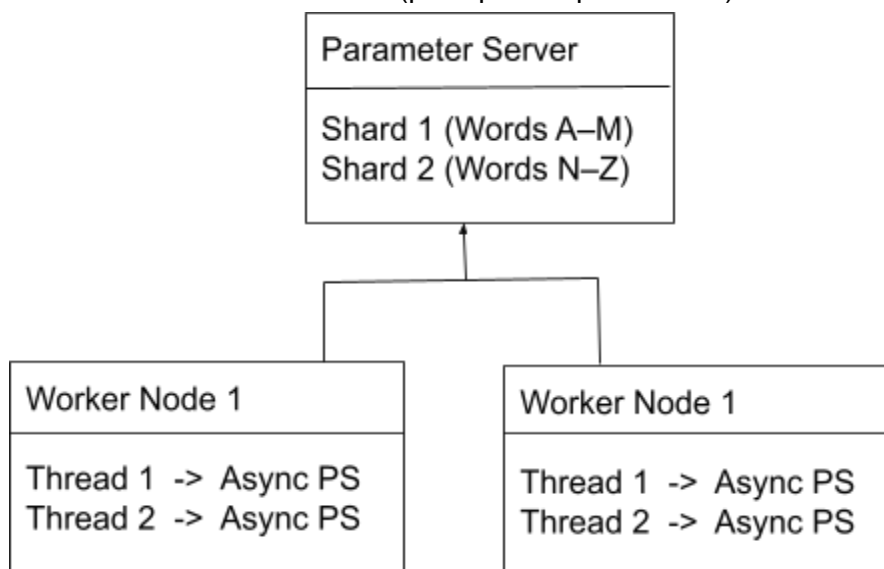 Parameter Server
Shard 1 (Words A–M)
Shard 2 (Words N–Z)
Worker Node 1
Thread 1 -> Async PS
Thread 2 -> Async PS
Worker Node 1
Thread 1 -> Async PS
Thread 2 -> Async PS